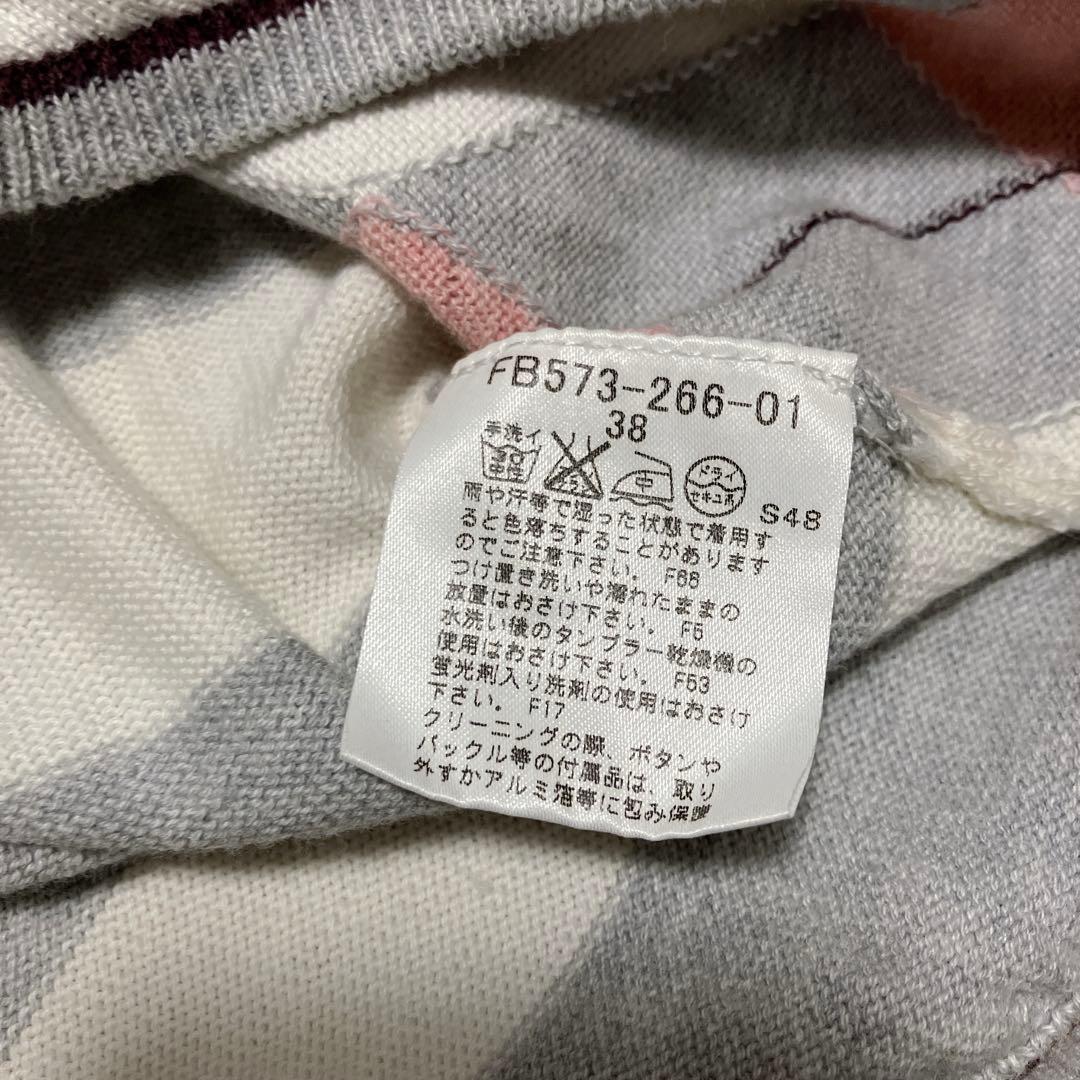 FB573-266-01
38
手洗イ
30
中性
エンソサラシ
中
ドライ
セキユ系
S48
雨や汗等で湿った状態で着用す
ると色落ちすることがあります
のでご注意下さい。 F66
つけ置き洗いや濡れたままの
放置はおさけ下さい。 F5
水洗い後のタンブラー乾燥機の
使用はおさけ下さい。 F53
蛍光剤入り洗剤の使用はおさけ
下さい。 F17
クリーニングの際、ボタンや
バックル等の付属品は、取り
外すかアルミ箔等に包み保護